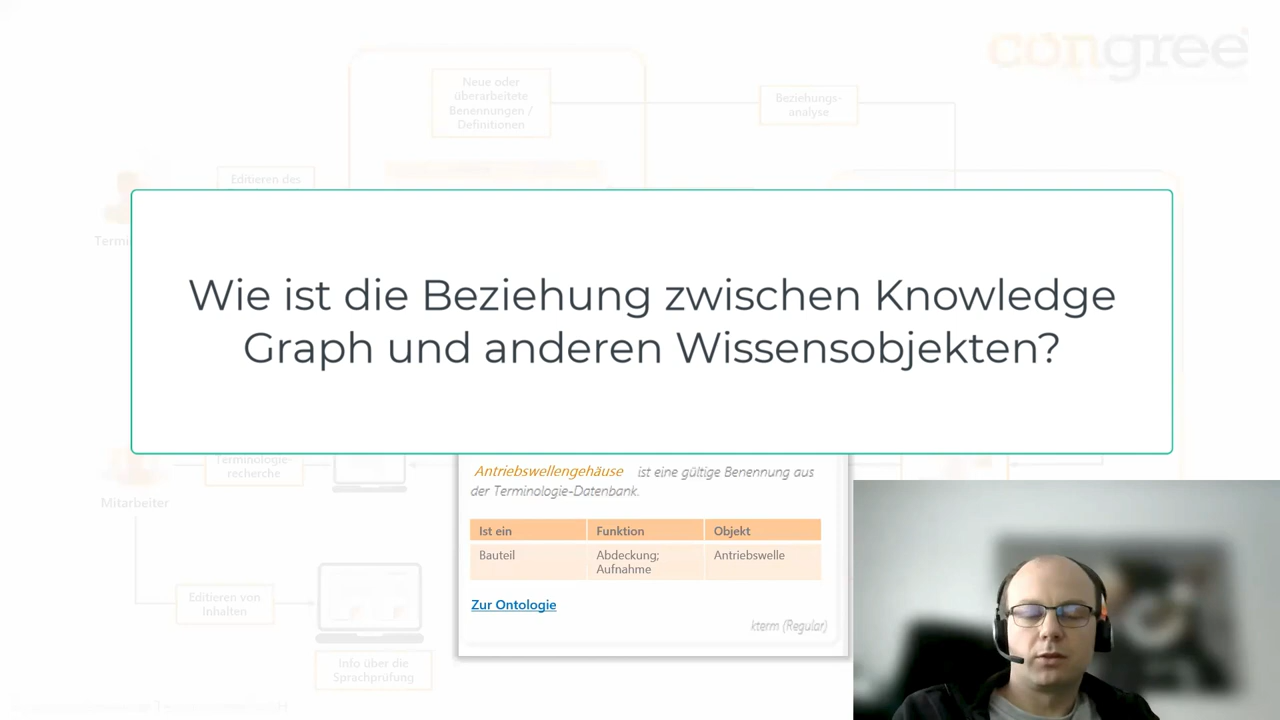 congree
Neue oder
überarbeitete
Benennungen /
Definitionen
Beziehungs-
analyse
Editieren des
Wie ist die Beziehung zwischen Knowledge
Graph und anderen Wissensobjekten?
Terminologie-
recherche
Mitarbeiter
Antriebswellengehäuse ist eine gültige Benennung aus
der Terminologie-Datenbank.
Ist ein Funktion Objekt
Bauteil Abdeckung; Antriebswelle
Aufnahme
Zur Ontologie
kterm (Regular)
Editieren von
Inhalten
Info über die
Sprachprüfung